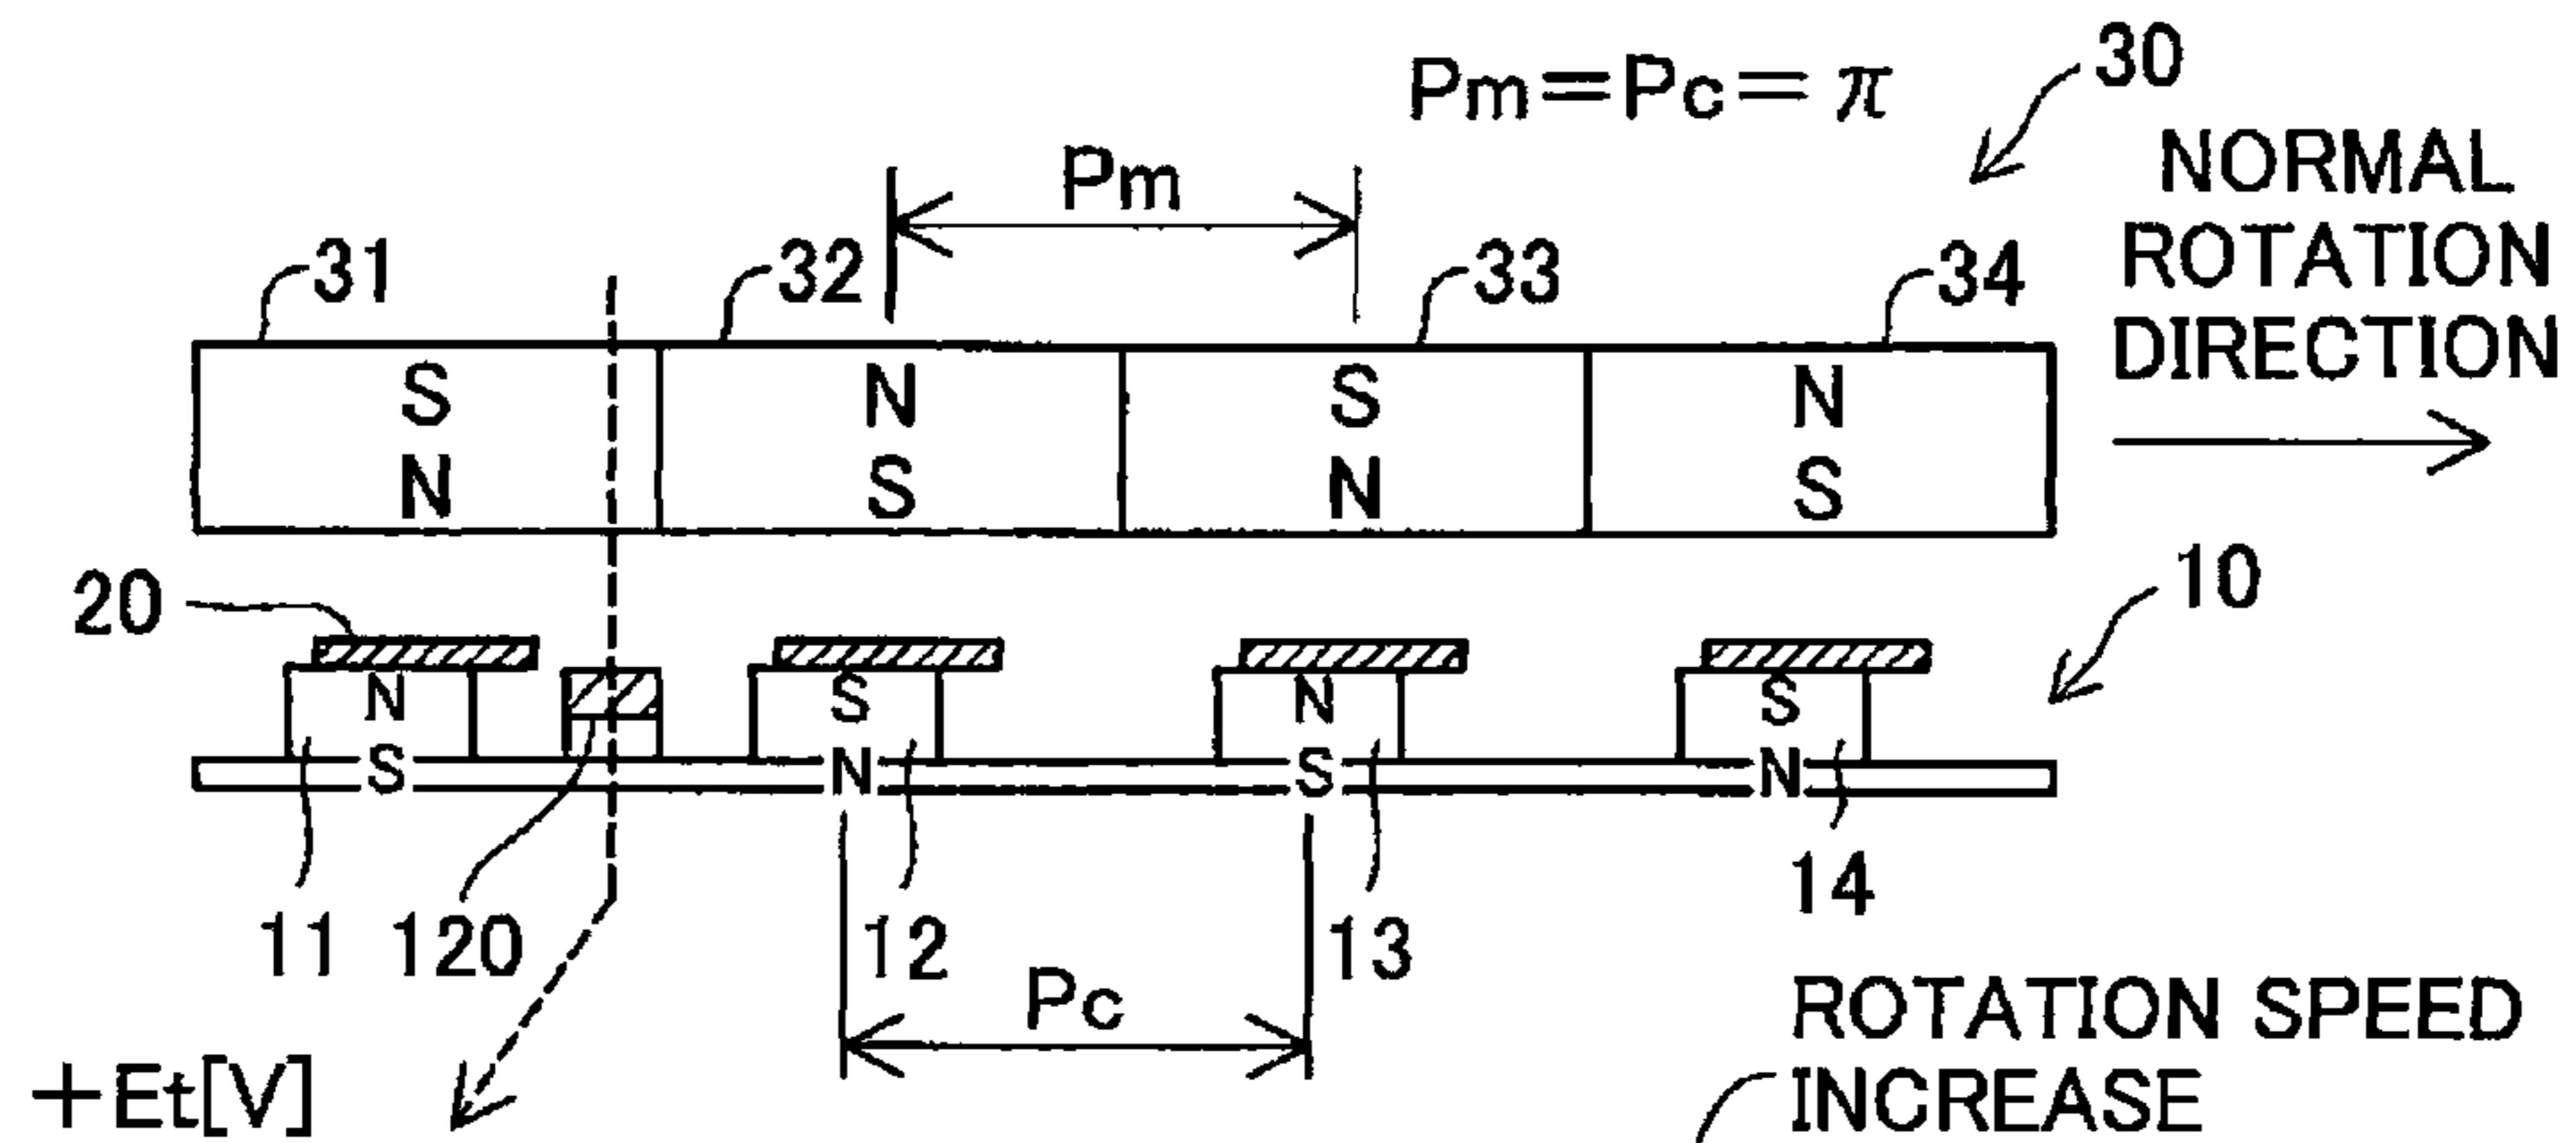 Pm=Pc=π
30
NORMAL
ROTATION
DIRECTION
Pm
31
32
33
34
S
N
S
N
N
S
N
S
20
10
N
S
N
S
S
N
S
N
11
120
12
13
14
Pc
+Et[V]
ROTATION SPEED
INCREASE